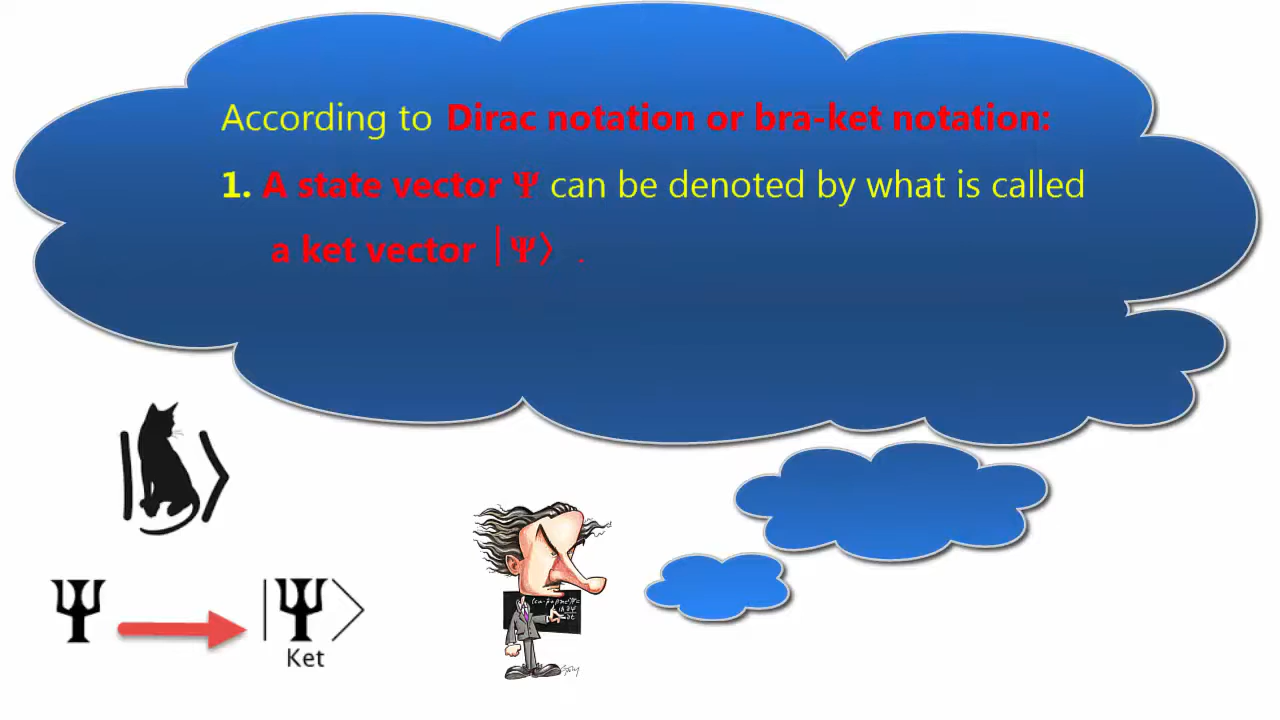 According to Dirac notation or bra-ket notation:
1. A state vector Ψ can be denoted by what is called
a ket vector |Ψ⟩ .
|⟩
Ψ
|Ψ⟩
Ket